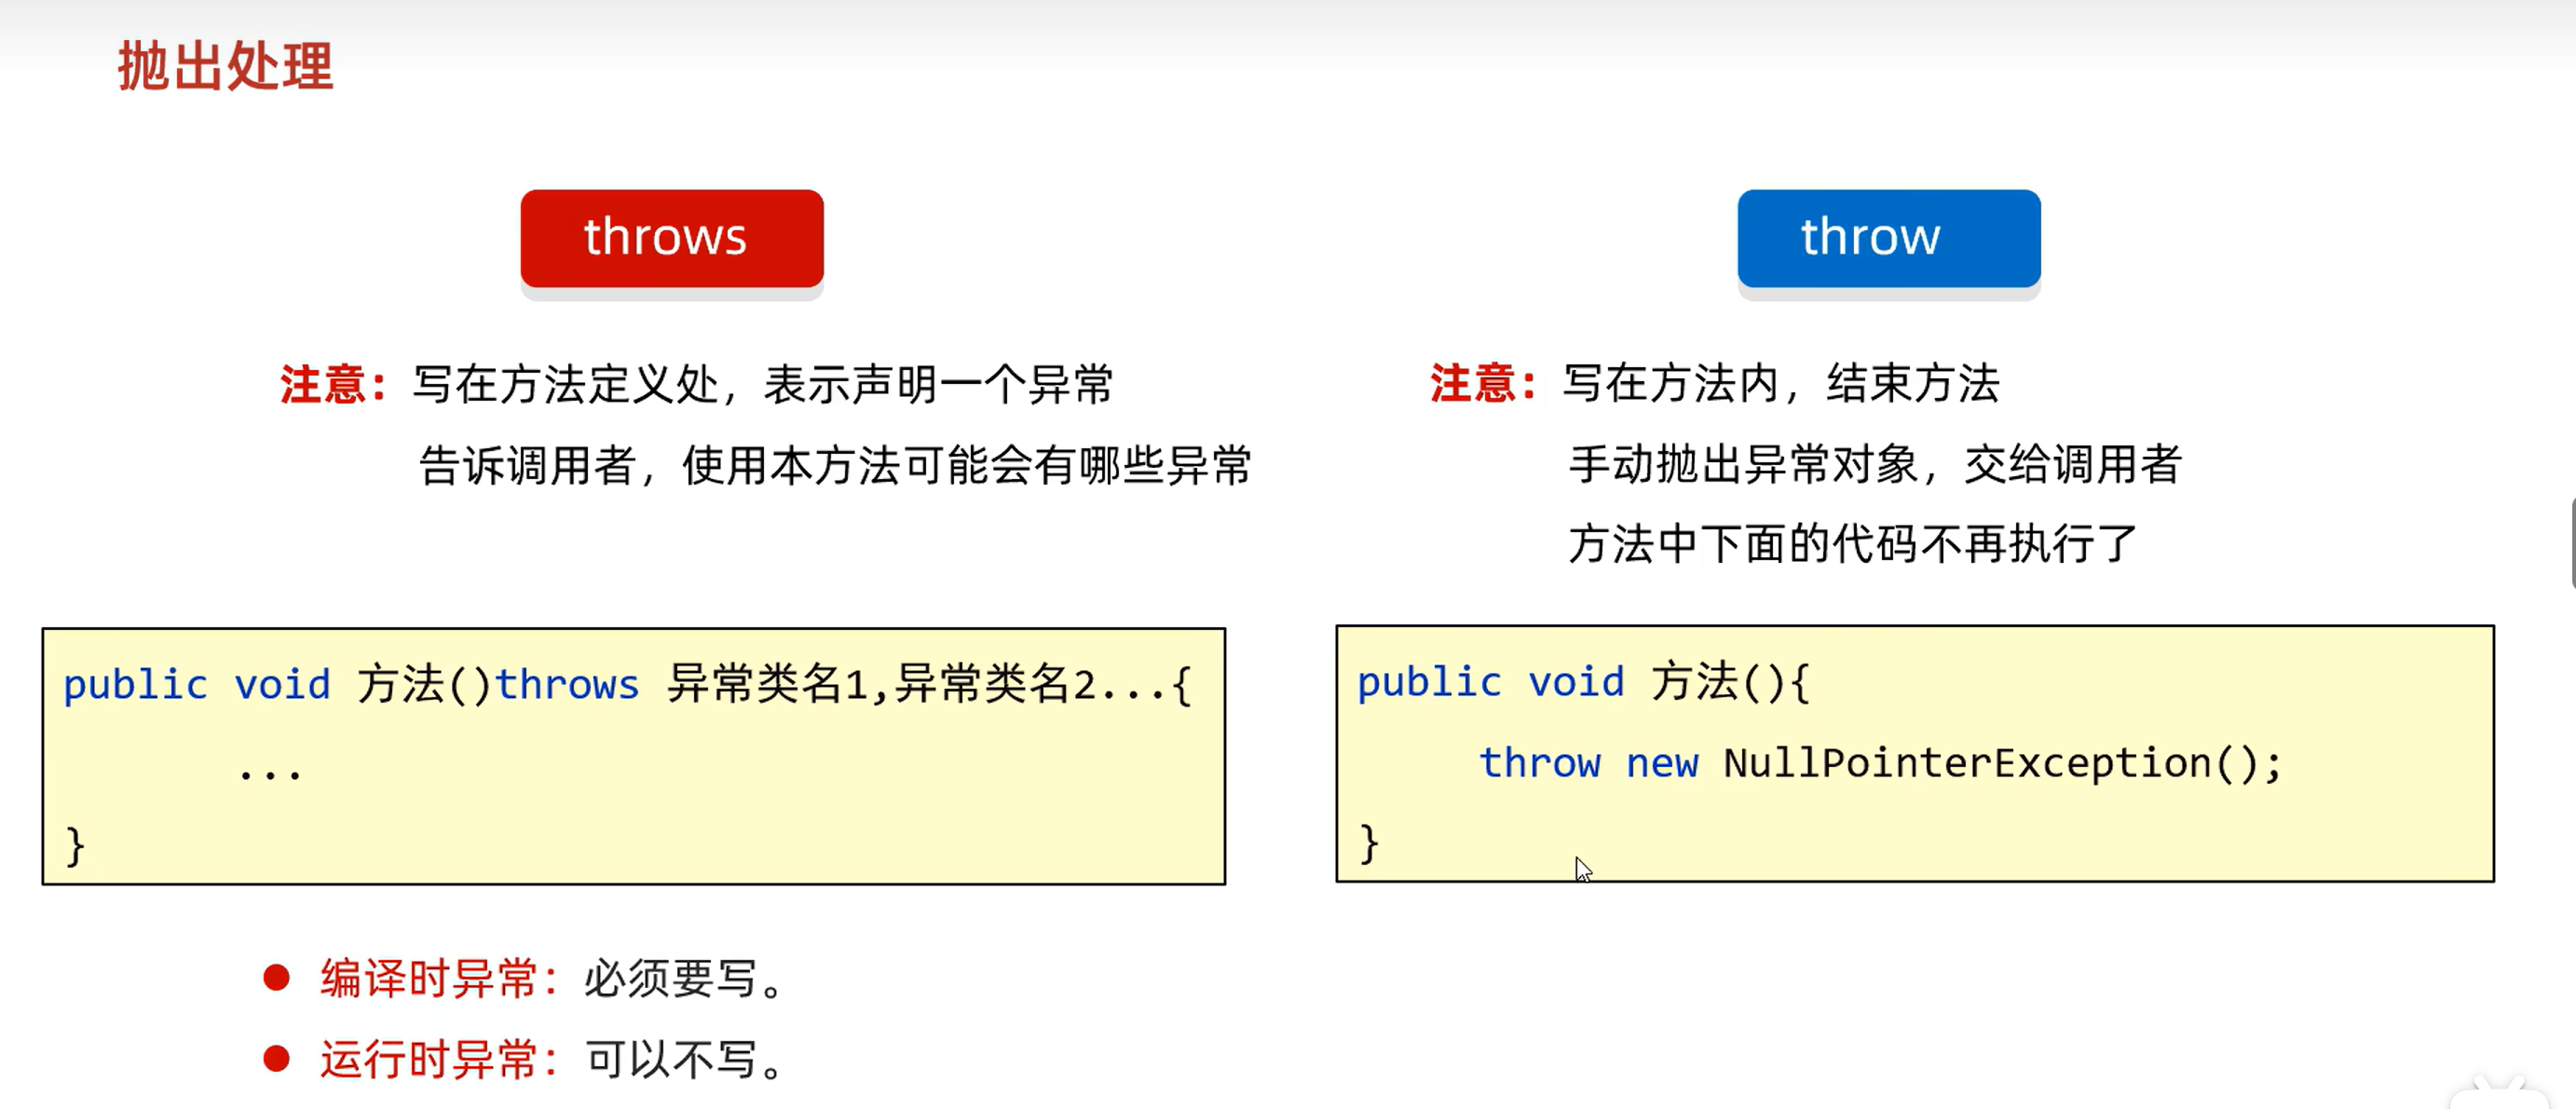 抛出处理
throws
注意：写在方法定义处，表示声明一个异常
告诉调用者，使用本方法可能会有哪些异常
public void 方法()throws 异常类名1,异常类名2...{
...
}
编译时异常：必须要写。
运行时异常：可以不写。
throw
注意：写在方法内，结束方法
手动抛出异常对象，交给调用者
方法中下面的代码不再执行了
public void 方法(){
throw new NullPointerException();
}